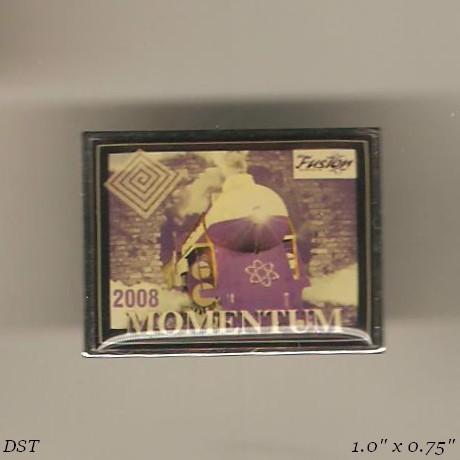 Fusion
2008
MOMENTUM
DST
1.0" x 0.75"